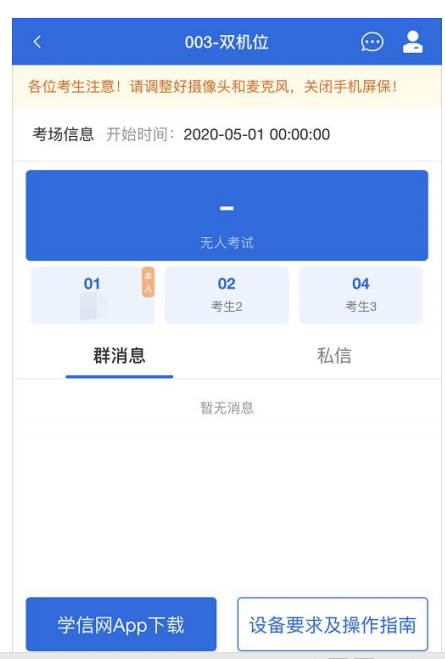 003-双机位
各位考生注意！请调整好摄像头和麦克风，关闭手机屏保！
考场信息 开始时间：2020-05-01 00:00:00
–
无人考试
01 本人 02 04
考生2 考生3
群消息 私信
暂无消息
学信网App下载 设备要求及操作指南